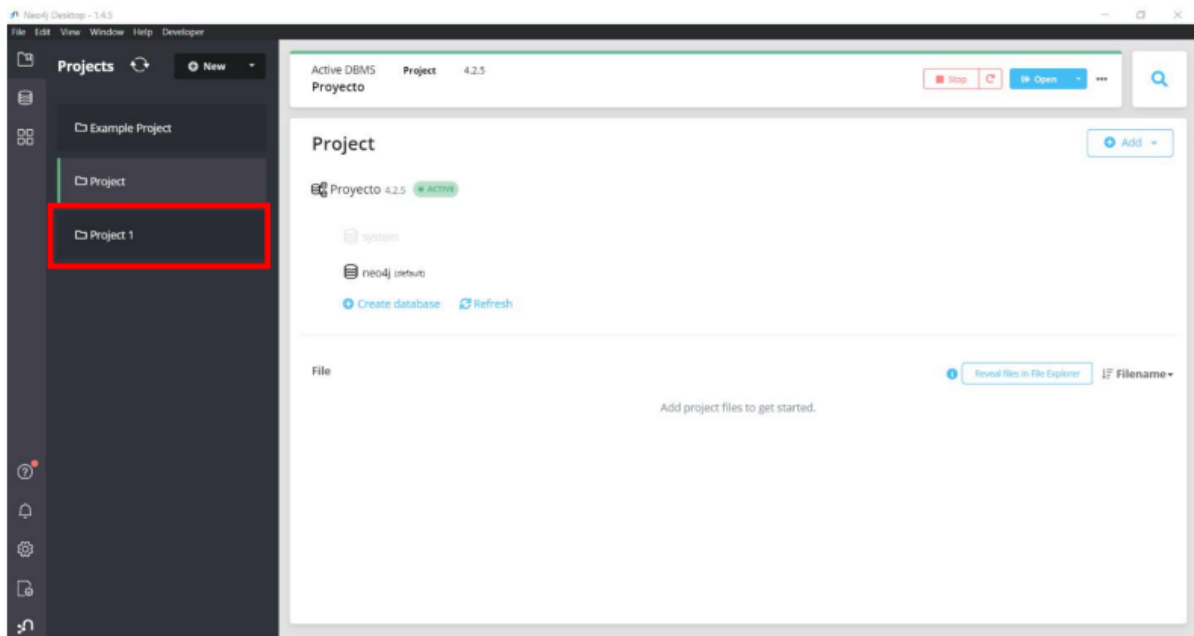 Neo4j Desktop - 1.4.5
File Edit View Window Help Developer
Projects
New
Example Project
Project
Project 1
Active DBMS Project 4.2.5
Proyecto
Stop
Open
Project
Add
Proyecto 4.2.5 ACTIVE
system
neo4j (default)
Create database Refresh
File
Reveal files in File Explorer
Filename
Add project files to get started.